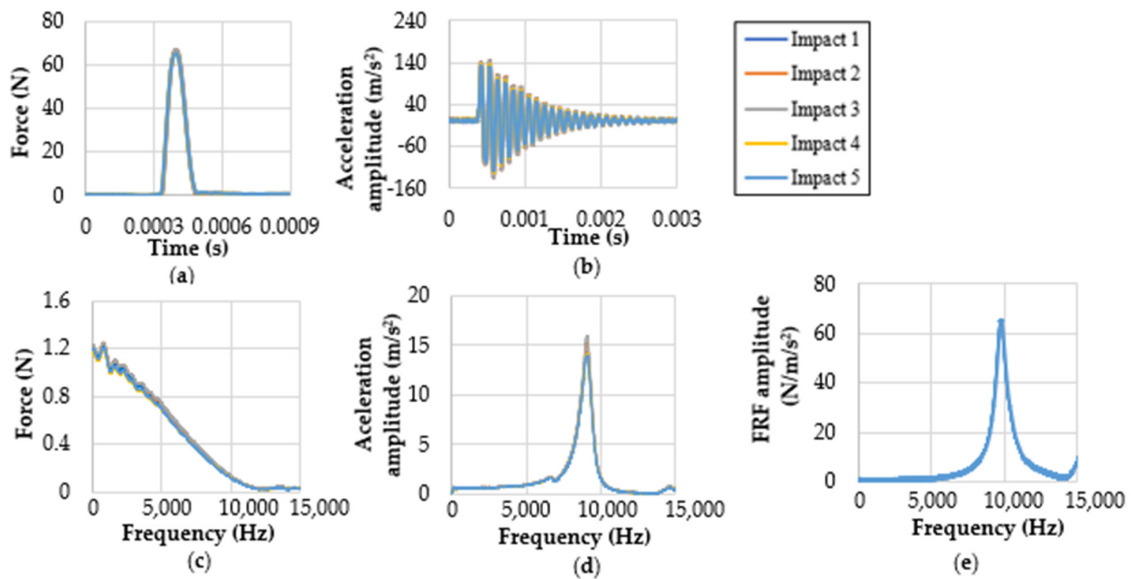 Force (N)
80
60
40
20
0
0
0.0003
0.0006
0.0009
Time (s)
(a)
Acceleration
amplitude (m/s²)
240
140
40
-60
-160
0
0.001
0.002
0.003
Time (s)
(b)
Impact 1
Impact 2
Impact 3
Impact 4
Impact 5
Force (N)
1.6
1.2
0.8
0.4
0
0
5,000
10,000
15,000
Frequency (Hz)
(c)
Aceleration
amplitude (m/s²)
20
15
10
5
0
0
5,000
10,000
15,000
Frequency (Hz)
(d)
FRF amplitude
(N/m/s²)
80
60
40
20
0
0
5,000
10,000
15,000
Frequency (Hz)
(e)